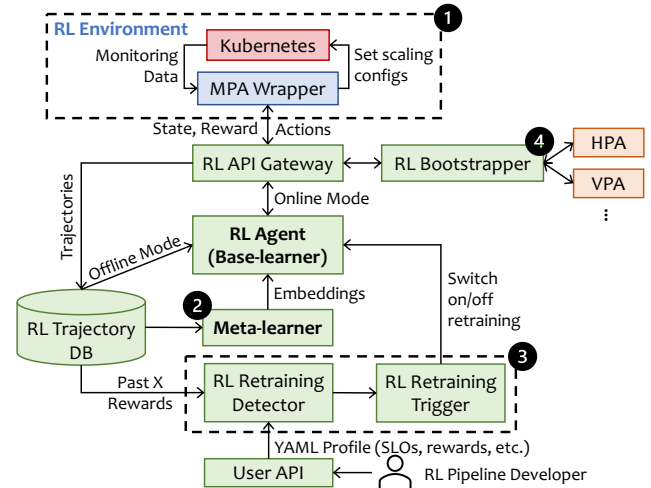 RL Environment
1
Kubernetes
Monitoring
Data
Set scaling
configs
MPA Wrapper
State, Reward
Actions
4
RL API Gateway
RL Bootstrapper
HPA
VPA
...
Online Mode
Trajectories
Offline Mode
RL Agent
(Base-learner)
Embeddings
Switch
on/off
retraining
2
RL Trajectory
DB
Meta-learner
3
Past X
Rewards
RL Retraining
Detector
RL Retraining
Trigger
YAML Profile (SLOs, rewards, etc.)
User API
RL Pipeline Developer